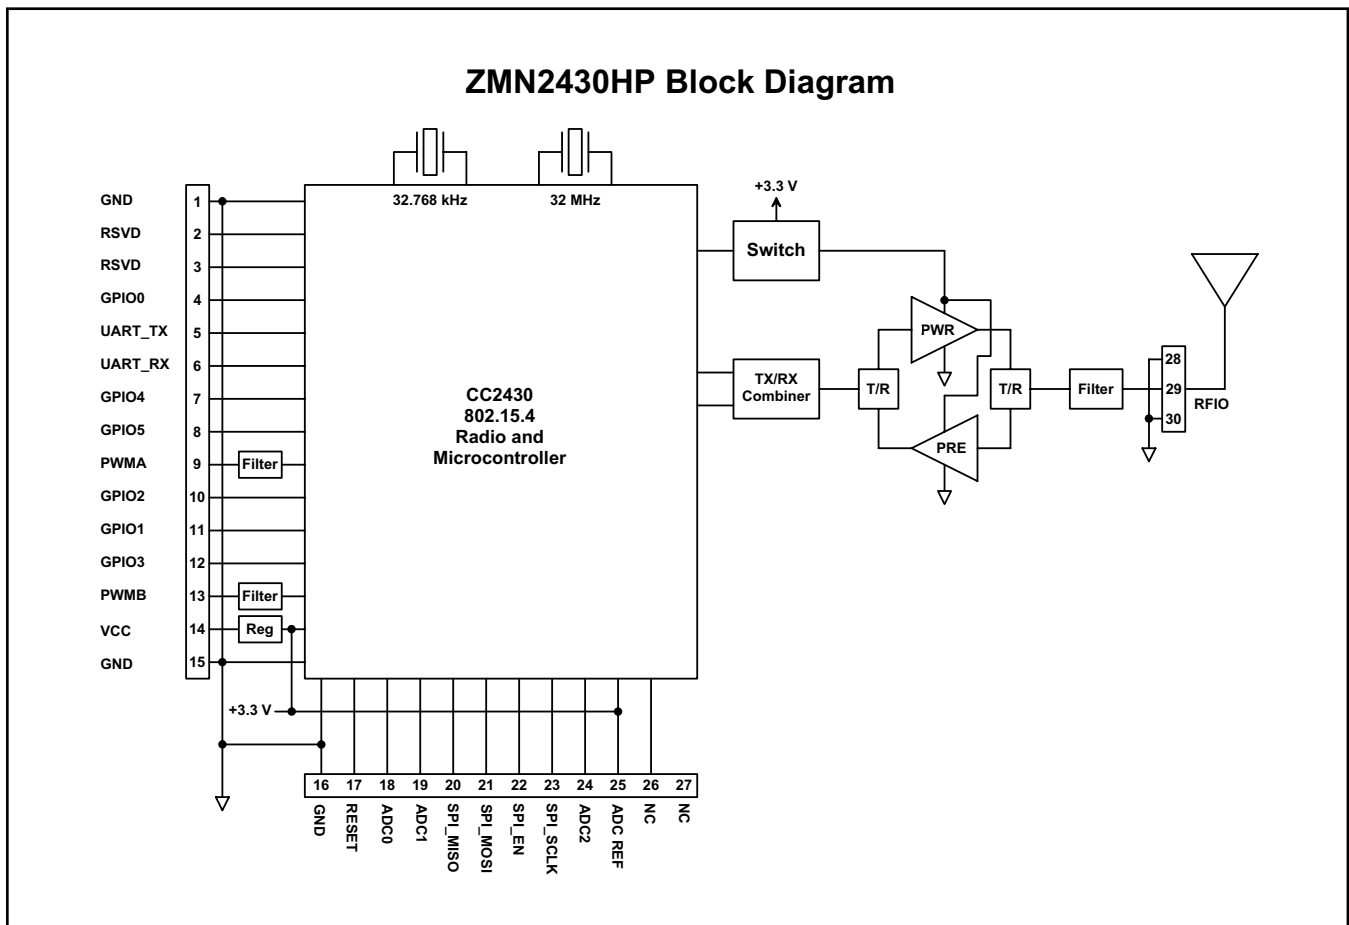 ZMN2430HP Block Diagram
32.768 kHz
32 MHz
+3.3 V
Switch
GND 1
RSVD 2
RSVD 3
GPIO0 4
UART_TX 5
UART_RX 6
GPIO4 7
GPIO5 8
PWMA 9 Filter
GPIO2 10
GPIO1 11
GPIO3 12
PWMB 13 Filter
VCC 14 Reg
GND 15
CC2430
802.15.4
Radio and
Microcontroller
TX/RX
Combiner
T/R
PWR
PRE
T/R
Filter
28
29
30
RFIO
+3.3 V
16 17 18 19 20 21 22 23 24 25 26 27
GND
RESET
ADC0
ADC1
SPI_MISO
SPI_MOSI
SPI_EN
SPI_SCLK
ADC2
ADC REF
NC
NC